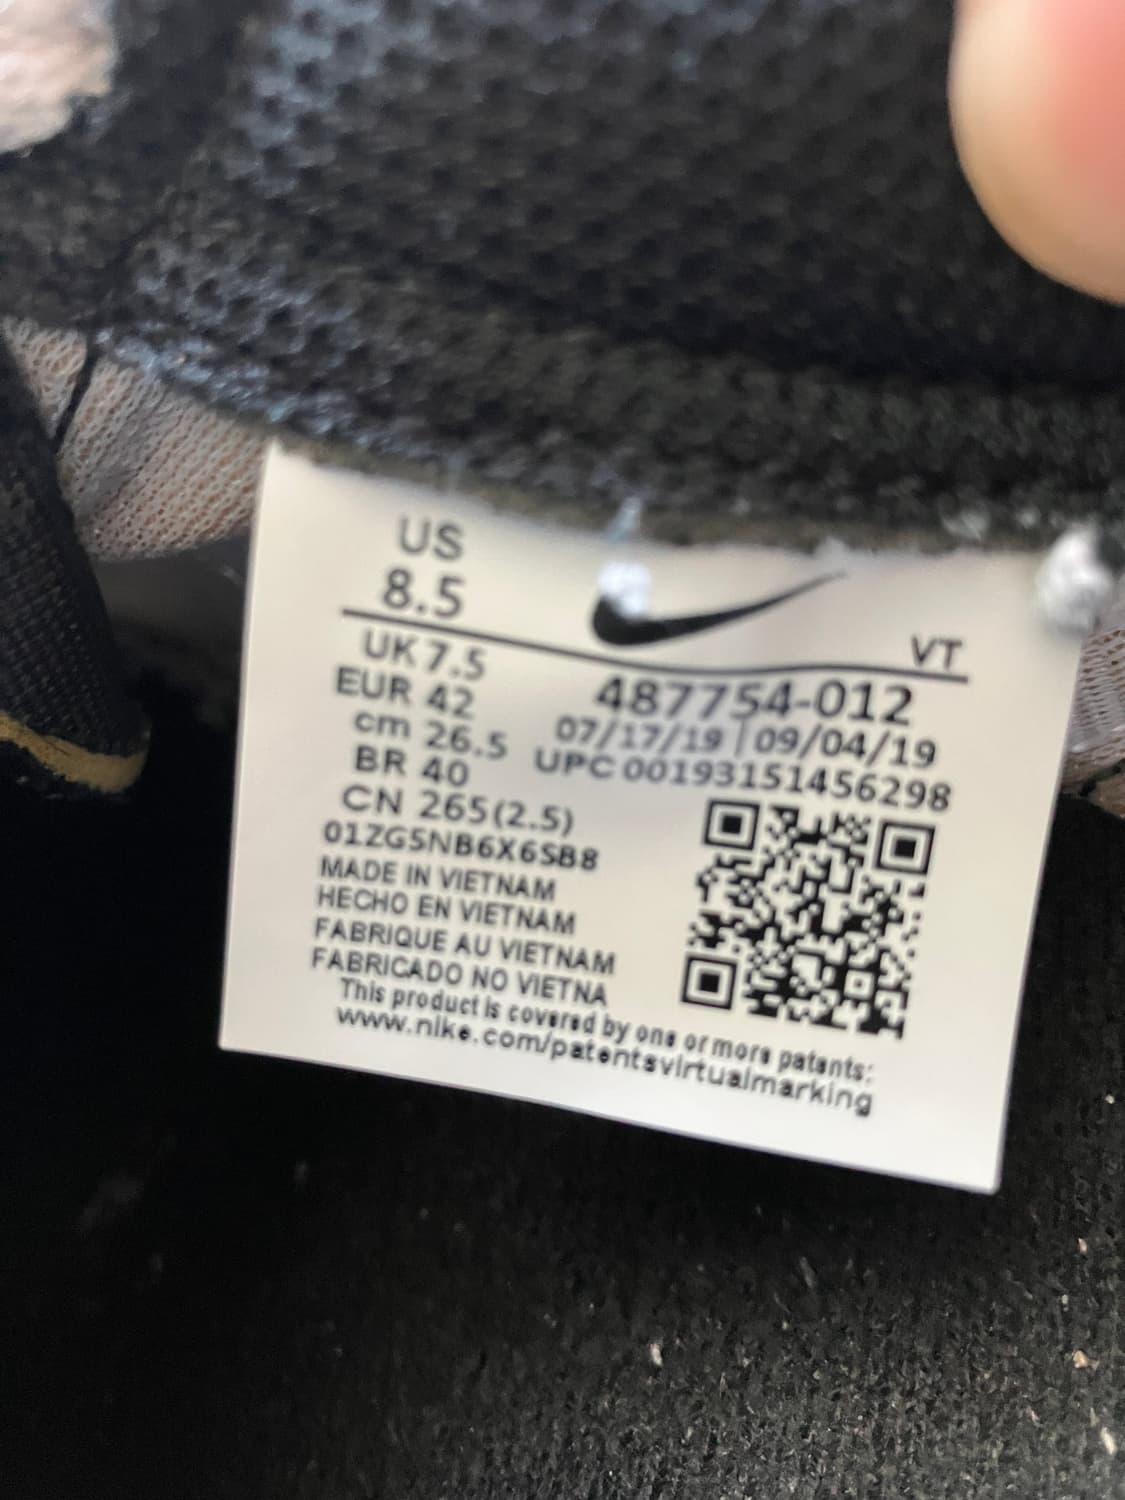 US
8.5
VT
UK 7.5
EUR 42
cm 26.5
BR 40
CN 265(2.5)
487754-012
07/17/19 | 09/04/19
UPC 00193151456298
01ZG5NB6X6SB8
MADE IN VIETNAM
HECHO EN VIETNAM
FABRIQUE AU VIETNAM
FABRICADO NO VIETNA
This product is covered by one or more patents:
www.nike.com/patentsvirtualmarking